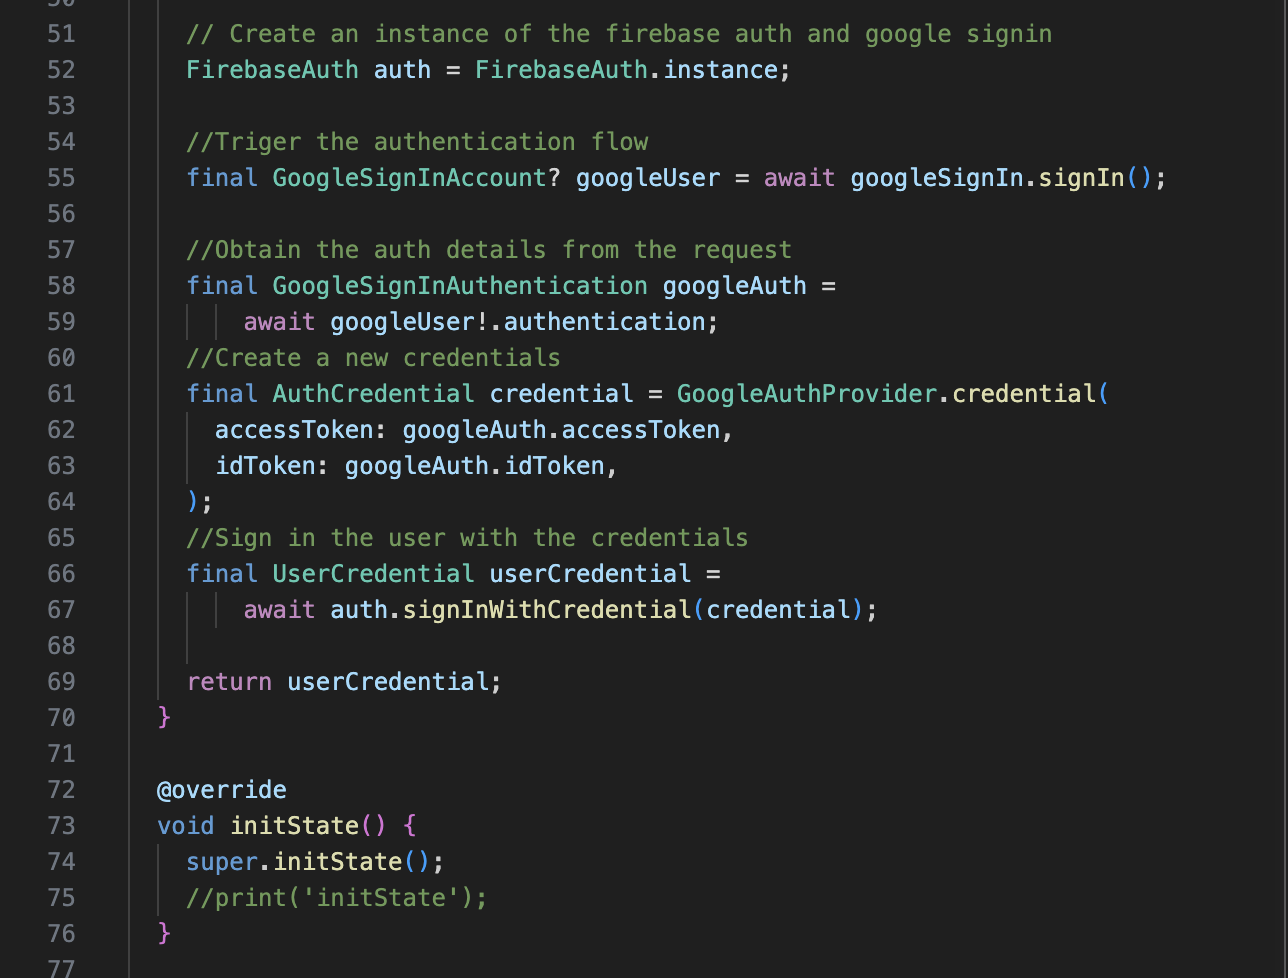 50
51 // Create an instance of the firebase auth and google signin
52 FirebaseAuth auth = FirebaseAuth.instance;
53
54 //Triger the authentication flow
55 final GoogleSignInAccount? googleUser = await googleSignIn.signIn();
56
57 //Obtain the auth details from the request
58 final GoogleSignInAuthentication googleAuth =
59 await googleUser!.authentication;
60 //Create a new credentials
61 final AuthCredential credential = GoogleAuthProvider.credential(
62 accessToken: googleAuth.accessToken,
63 idToken: googleAuth.idToken,
64 );
65 //Sign in the user with the credentials
66 final UserCredential userCredential =
67 await auth.signInWithCredential(credential);
68
69 return userCredential;
70 }
71
72 @override
73 void initState() {
74 super.initState();
75 //print('initState');
76 }
77